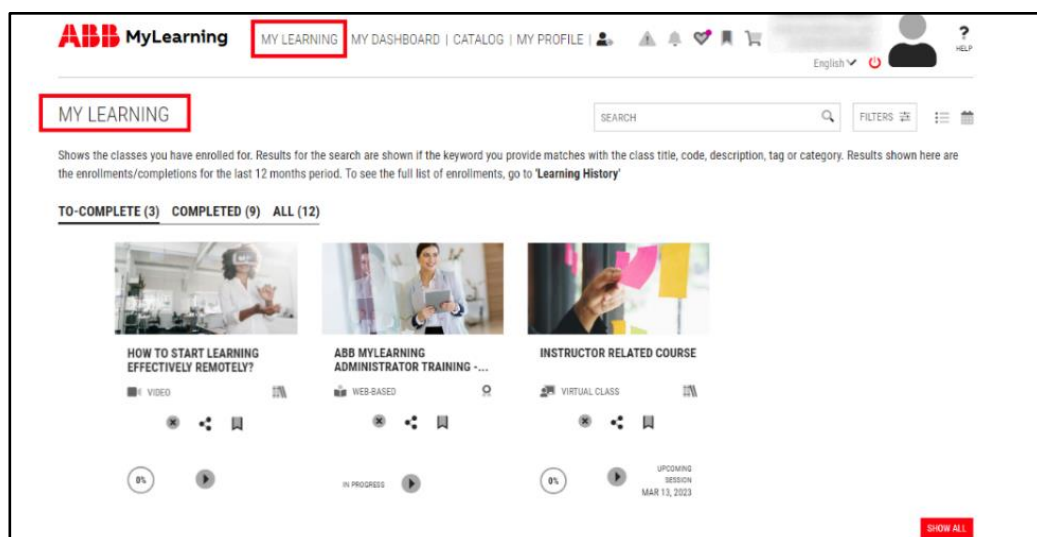 ABB MyLearning
MY LEARNING | MY DASHBOARD | CATALOG | MY PROFILE |
?
HELP
English
MY LEARNING
SEARCH
FILTERS
Shows the classes you have enrolled for. Results for the search are shown if the keyword you provide matches with the class title, code, description, tag or category. Results shown here are
the enrollments/completions for the last 12 months period. To see the full list of enrollments, go to 'Learning History'
TO-COMPLETE (3) COMPLETED (9) ALL (12)
HOW TO START LEARNING
EFFECTIVELY REMOTELY?
VIDEO
0%
ABB MYLEARNING
ADMINISTRATOR TRAINING -...
WEB-BASED
IN PROGRESS
INSTRUCTOR RELATED COURSE
VIRTUAL CLASS
0%
UPCOMING
SESSION
MAR 13, 2023
SHOW ALL